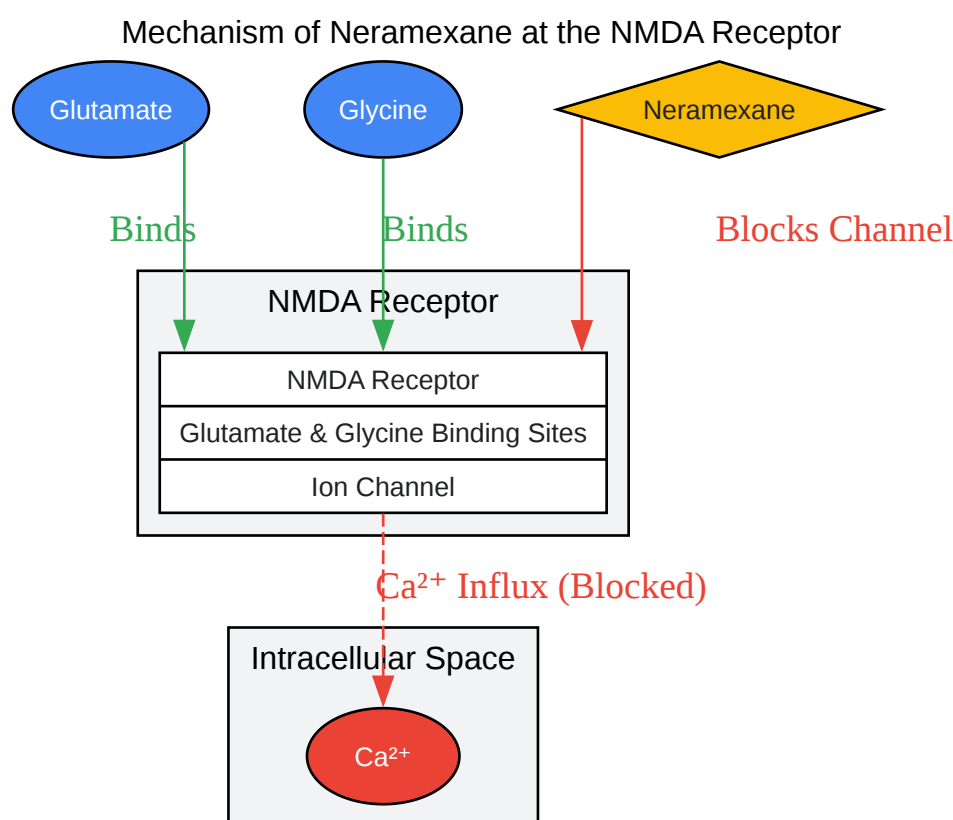 Mechanism of Neramexane at the NMDA Receptor
Glutamate
Glycine
Neramexane
Binds
Binds
Blocks Channel
NMDA Receptor
NMDA Receptor
Glutamate & Glycine Binding Sites
Ion Channel
Ca²⁺ Influx (Blocked)
Intracellular Space
Ca²⁺